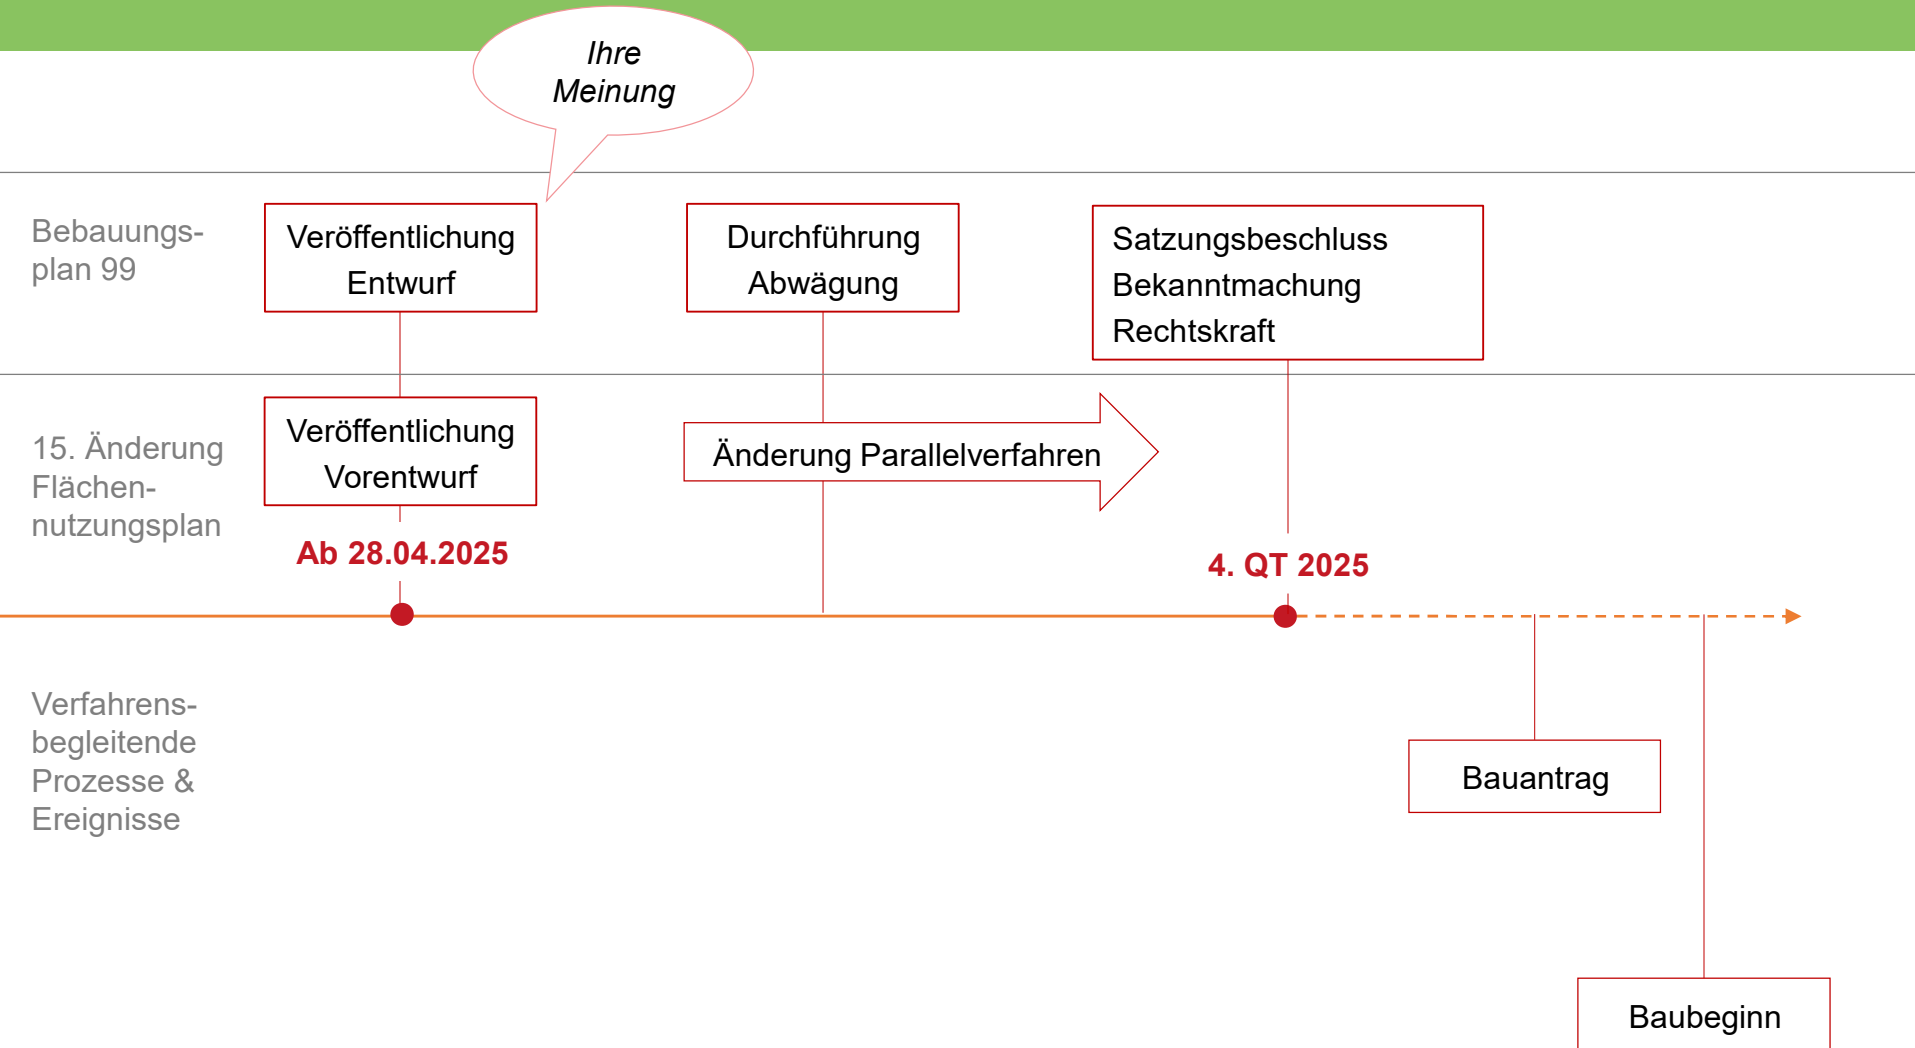 Ihre
Meinung
Bebauungs-
plan 99
Veröffentlichung
Entwurf
Durchführung
Abwägung
Satzungsbeschluss
Bekanntmachung
Rechtskraft
15. Änderung
Flächen-
nutzungsplan
Veröffentlichung
Vorentwurf
Änderung Parallelverfahren
Ab 28.04.2025
4. QT 2025
Verfahrens-
begleitende
Prozesse &
Ereignisse
Bauantrag
Baubeginn